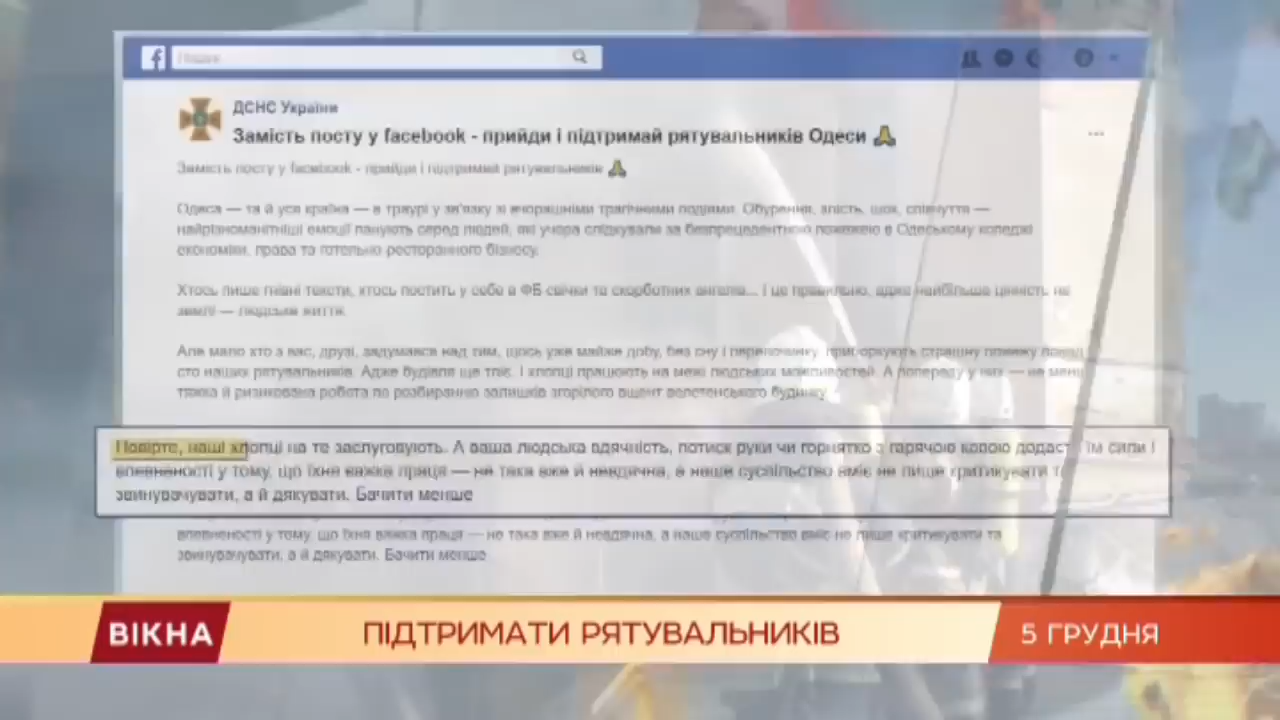 Пошук
ДСНС України
Замість посту у facebook - прийди і підтримай рятувальників Одеси 🙏
Замість посту у facebook - прийди і підтримай рятувальників 🙏
Одеса — та й уся країна — в траурі у зв'язку зі вчорашніми трагічними подіями. Обурення, злість, шок, співчуття —
найрізноманітніші емоції панують серед людей, які учора слідкували за безпрецедентною пожежею в Одеському коледжі
економіки, права та готельно ресторанного бізнесу.
Хтось пише гнівні тексти, хтось постить у себе в ФБ свічки та скорботних ангелів... І це правильно, адже найбільша цінність на
землі — людське життя.
Але мало хто з вас, друзі, задумався над тим, що уже майже добу, без сну і перепочинку, приборкують страшну пожежу
сто наших рятувальників. Адже будівля ще тліє. І хлопці працюють на межі людських можливостей. А попереду у них — не менш
тяжка й ризикована робота по розбиранню залишків згорілого вщент велетенського будинку.
Повірте, наші хлопці на те заслуговують. А ваша людська вдячність, потиск руки чи горнятко з гарячою кавою додасть їм сили і
впевненості у тому, що їхня важка праця — не така вже й невдячна, а наше суспільство вміє не лише критикувати та
звинувачувати, а й дякувати. Бачити менше
впевненості у тому, що їхня важка праця — не така вже й невдячна, а наше суспільство вміє не лише критикувати та
звинувачувати, а й дякувати. Бачити менше
ВІКНА
ПІДТРИМАТИ РЯТУВАЛЬНИКІВ
5 ГРУДНЯ